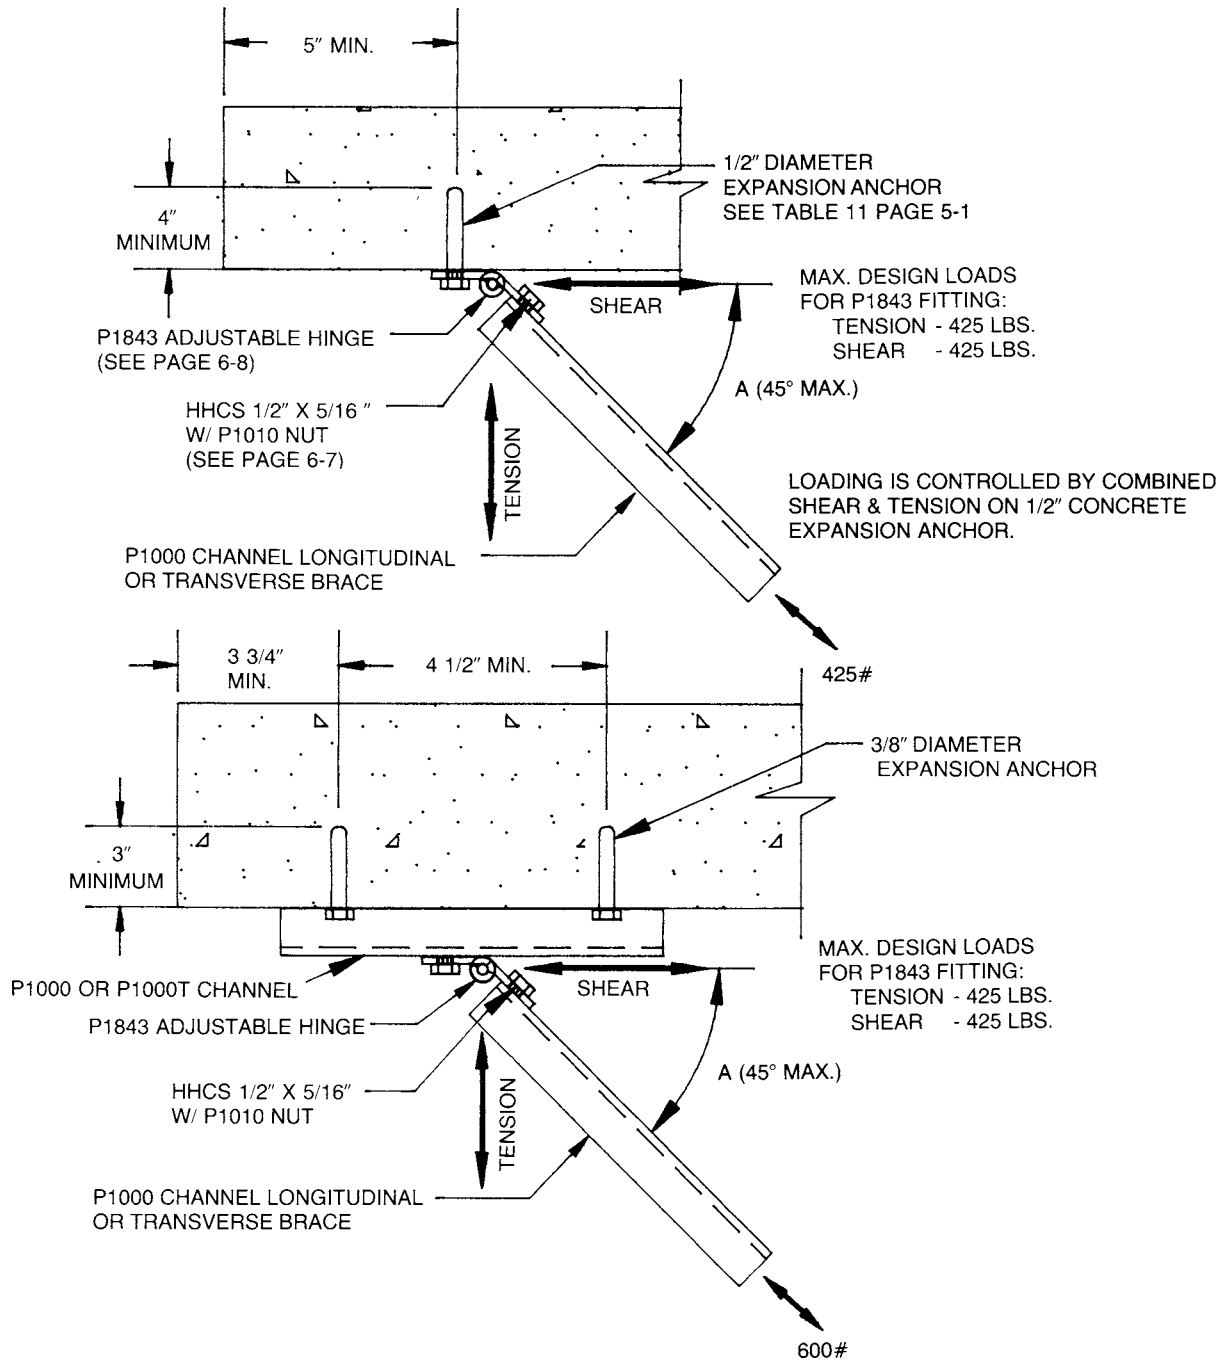 5" MIN.
1/2" DIAMETER
EXPANSION ANCHOR
SEE TABLE 11 PAGE 5-1
4"
MINIMUM
MAX. DESIGN LOADS
FOR P1843 FITTING:
TENSION - 425 LBS.
SHEAR - 425 LBS.
SHEAR
P1843 ADJUSTABLE HINGE
(SEE PAGE 6-8)
A (45° MAX.)
HHCS 1/2" X 5/16 "
W/ P1010 NUT
(SEE PAGE 6-7)
TENSION
LOADING IS CONTROLLED BY COMBINED
SHEAR & TENSION ON 1/2" CONCRETE
EXPANSION ANCHOR.
P1000 CHANNEL LONGITUDINAL
OR TRANSVERSE BRACE
425#
3 3/4"
MIN.
4 1/2" MIN.
3/8" DIAMETER
EXPANSION ANCHOR
3"
MINIMUM
MAX. DESIGN LOADS
FOR P1843 FITTING:
TENSION - 425 LBS.
SHEAR - 425 LBS.
P1000 OR P1000T CHANNEL
SHEAR
P1843 ADJUSTABLE HINGE
A (45° MAX.)
HHCS 1/2" X 5/16"
W/ P1010 NUT
TENSION
P1000 CHANNEL LONGITUDINAL
OR TRANSVERSE BRACE
600#